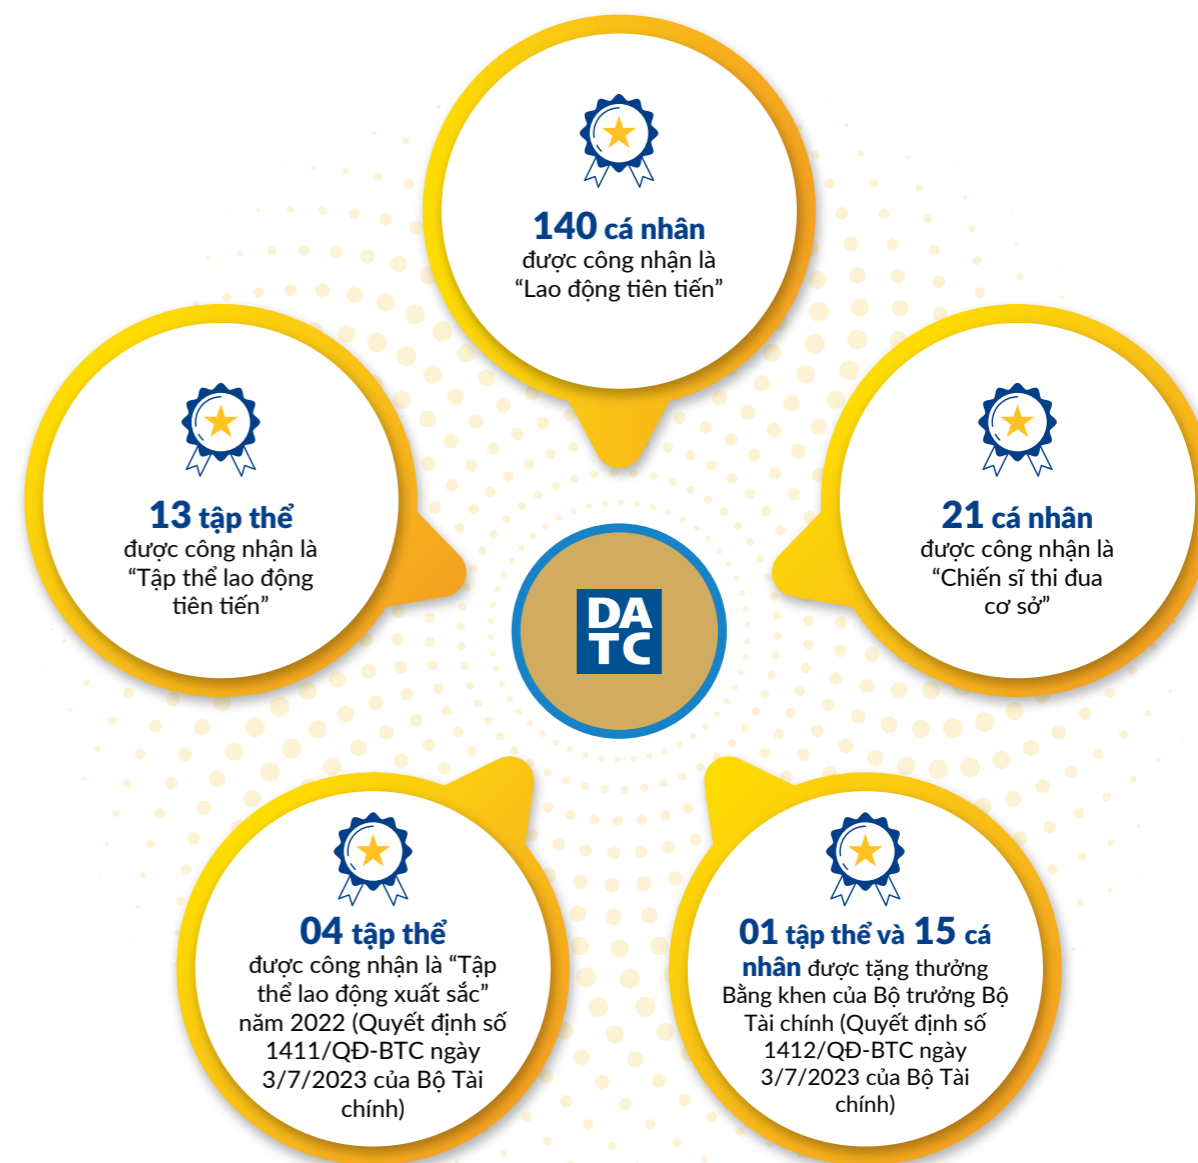 140 cá nhân
được công nhận là
“Lao động tiên tiến”
13 tập thể
được công nhận là
“Tập thể lao động
tiên tiến”
21 cá nhân
được công nhận là
“Chiến sĩ thi đua
cơ sở”
DA
TC
04 tập thể
được công nhận là “Tập
thể lao động xuất sắc”
năm 2022 (Quyết định số
1411/QĐ-BTC ngày
3/7/2023 của Bộ Tài
chính)
01 tập thể và 15 cá
nhân được tặng thưởng
Bằng khen của Bộ trưởng Bộ
Tài chính (Quyết định số
1412/QĐ-BTC ngày
3/7/2023 của Bộ Tài
chính)